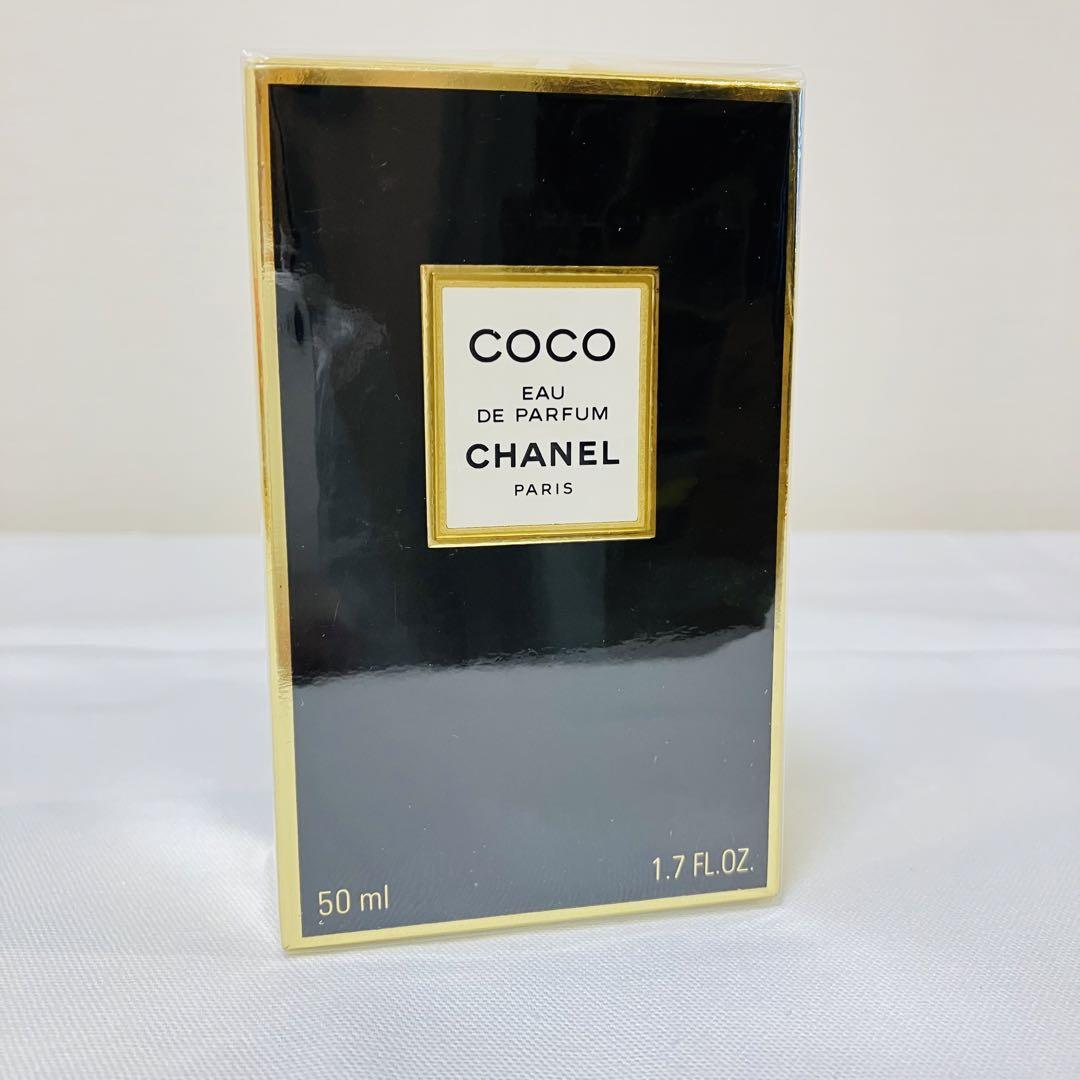 COCO
EAU
DE PARFUM
CHANEL
PARIS
50 ml
1.7 FL.OZ.